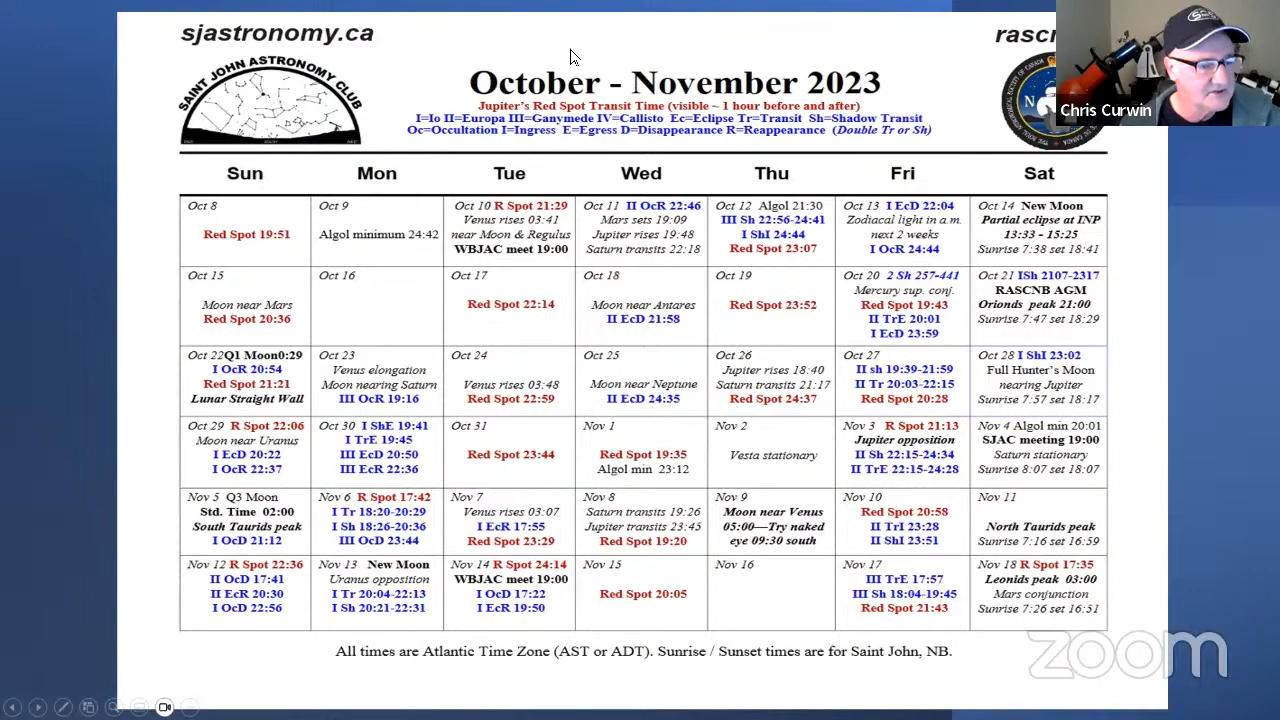 sjastronomy.ca
SAINT JOHN ASTRONOMY CLUB
October - November 2023
Jupiter's Red Spot Transit Time (visible ~ 1 hour before and after)
I=Io II=Europa III=Ganymede IV=Callisto Ec=Eclipse Tr=Transit Sh=Shadow Transit
Oc=Occultation I=Ingress E=Egress D=Disappearance R=Reappearance (Double Tr or Sh)
Chris Curwin
Sun Mon Tue Wed Thu Fri Sat
Oct 8
Red Spot 19:51
Oct 9
Algol minimum 24:42
Oct 10 R Spot 21:29
Venus rises 03:41
near Moon & Regulus
WBJAC meet 19:00
Oct 11 II OcR 22:46
Mars sets 19:09
Jupiter rises 19:48
Saturn transits 22:18
Oct 12 Algol 21:30
III Sh 22:56-24:41
I ShI 24:44
Red Spot 23:07
Oct 13 I EcD 22:04
Zodiacal light in a.m.
next 2 weeks
I OcR 24:44
Oct 14 New Moon
Partial eclipse at INP
13:33 - 15:25
Sunrise 7:38 set 18:41
Oct 15
Moon near Mars
Red Spot 20:36
Oct 16
Oct 17
Red Spot 22:14
Oct 18
Moon near Antares
II EcD 21:58
Oct 19
Red Spot 23:52
Oct 20 2 Sh 257-441
Mercury sup. conj.
Red Spot 19:43
II TrE 20:01
I EcD 23:59
Oct 21 ISh 2107-2317
RASCNB AGM
Orionds peak 21:00
Sunrise 7:47 set 18:29
Oct 22Q1 Moon0:29
I OcR 20:54
Red Spot 21:21
Lunar Straight Wall
Oct 23
Venus elongation
Moon nearing Saturn
III OcR 19:16
Oct 24
Venus rises 03:48
Red Spot 22:59
Oct 25
Moon near Neptune
II EcD 24:35
Oct 26
Jupiter rises 18:40
Saturn transits 21:17
Red Spot 24:37
Oct 27
II sh 19:39-21:59
II Tr 20:03-22:15
Red Spot 20:28
Oct 28 I ShI 23:02
Full Hunter's Moon
nearing Jupiter
Sunrise 7:57 set 18:17
Oct 29 R Spot 22:06
Moon near Uranus
I EcD 20:22
I OcR 22:37
Oct 30 I ShE 19:41
I TrE 19:45
III EcD 20:50
III EcR 22:36
Oct 31
Red Spot 23:44
Nov 1
Red Spot 19:35
Algol min 23:12
Nov 2
Vesta stationary
Nov 3 R Spot 21:13
Jupiter opposition
II Sh 22:15-24:34
II TrE 22:15-24:28
Nov 4 Algol min 20:01
SJAC meeting 19:00
Saturn stationary
Sunrise 8:07 set 18:07
Nov 5 Q3 Moon
Std. Time 02:00
South Taurids peak
I OcD 21:12
Nov 6 R Spot 17:42
I Tr 18:20-20:29
I Sh 18:26-20:36
III OcD 23:44
Nov 7
Venus rises 03:07
I EcR 17:55
Red Spot 23:29
Nov 8
Saturn transits 19:26
Jupiter transits 23:45
Red Spot 19:20
Nov 9
Moon near Venus
05:00—Try naked
eye 09:30 south
Nov 10
Red Spot 20:58
II TrI 23:28
II ShI 23:51
Nov 11
North Taurids peak
Sunrise 7:16 set 16:59
Nov 12 R Spot 22:36
II OcD 17:41
II EcR 20:30
I OcD 22:56
Nov 13 New Moon
Uranus opposition
I Tr 20:04-22:13
I Sh 20:21-22:31
Nov 14 R Spot 24:14
WBJAC meet 19:00
I OcD 17:22
I EcR 19:50
Nov 15
Red Spot 20:05
Nov 16
Nov 17
III TrE 17:57
III Sh 18:04-19:45
Red Spot 21:43
Nov 18 R Spot 17:35
Leonids peak 03:00
Mars conjunction
Sunrise 7:26 set 16:51
All times are Atlantic Time Zone (AST or ADT). Sunrise / Sunset times are for Saint John, NB.
zoom